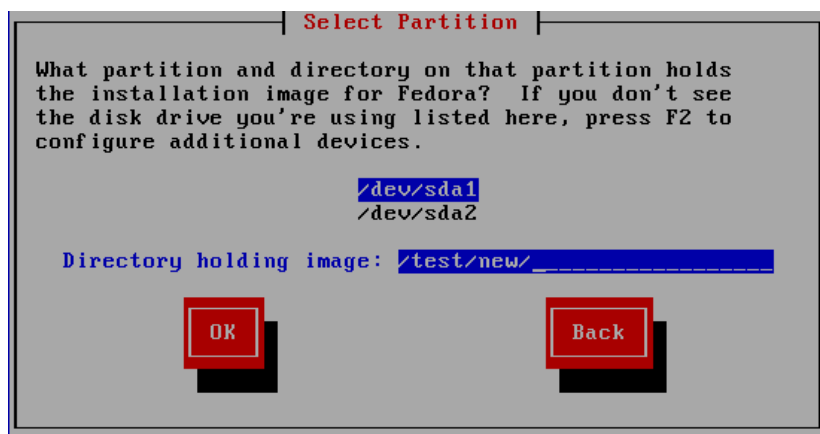 Select Partition
What partition and directory on that partition holds
the installation image for Fedora?  If you don't see
the disk drive you're using listed here, press F2 to
configure additional devices.
/dev/sda1
/dev/sda2
Directory holding image: /test/new/__________________
OK
Back